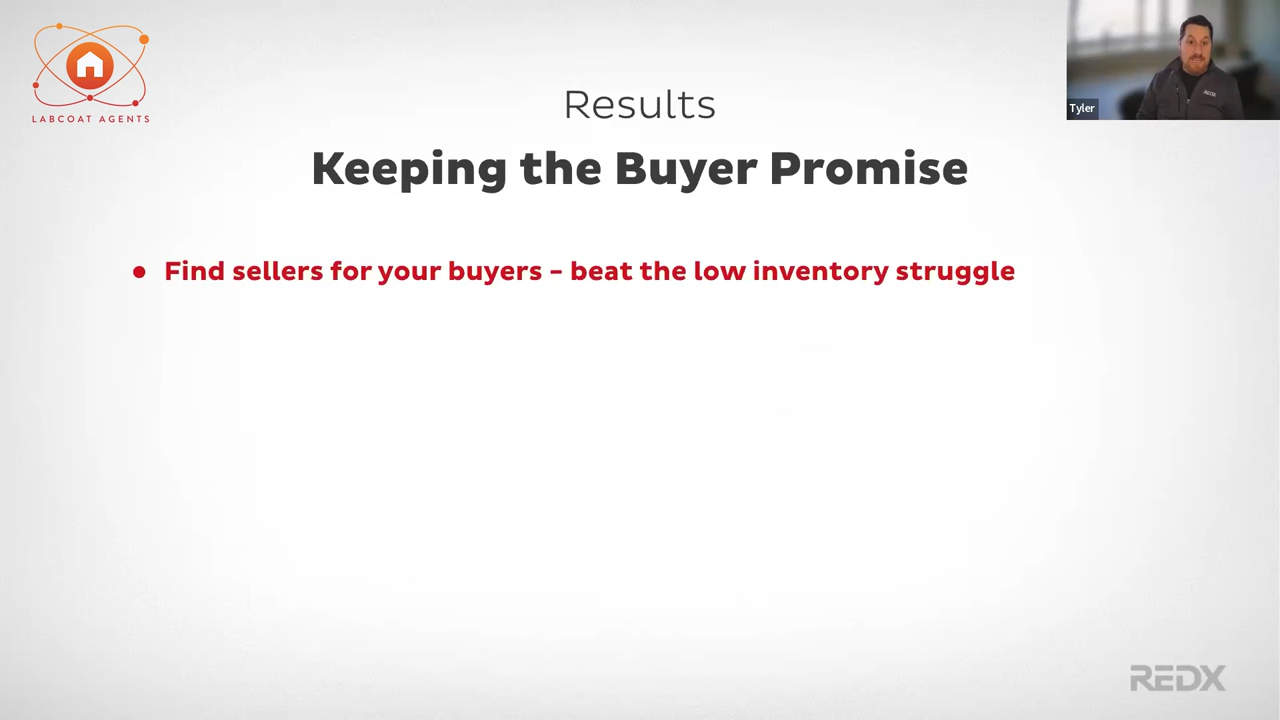 LABCOAT AGENTS
Results
Keeping the Buyer Promise
• Find sellers for your buyers – beat the low inventory struggle
Tyler
REDX
REDX